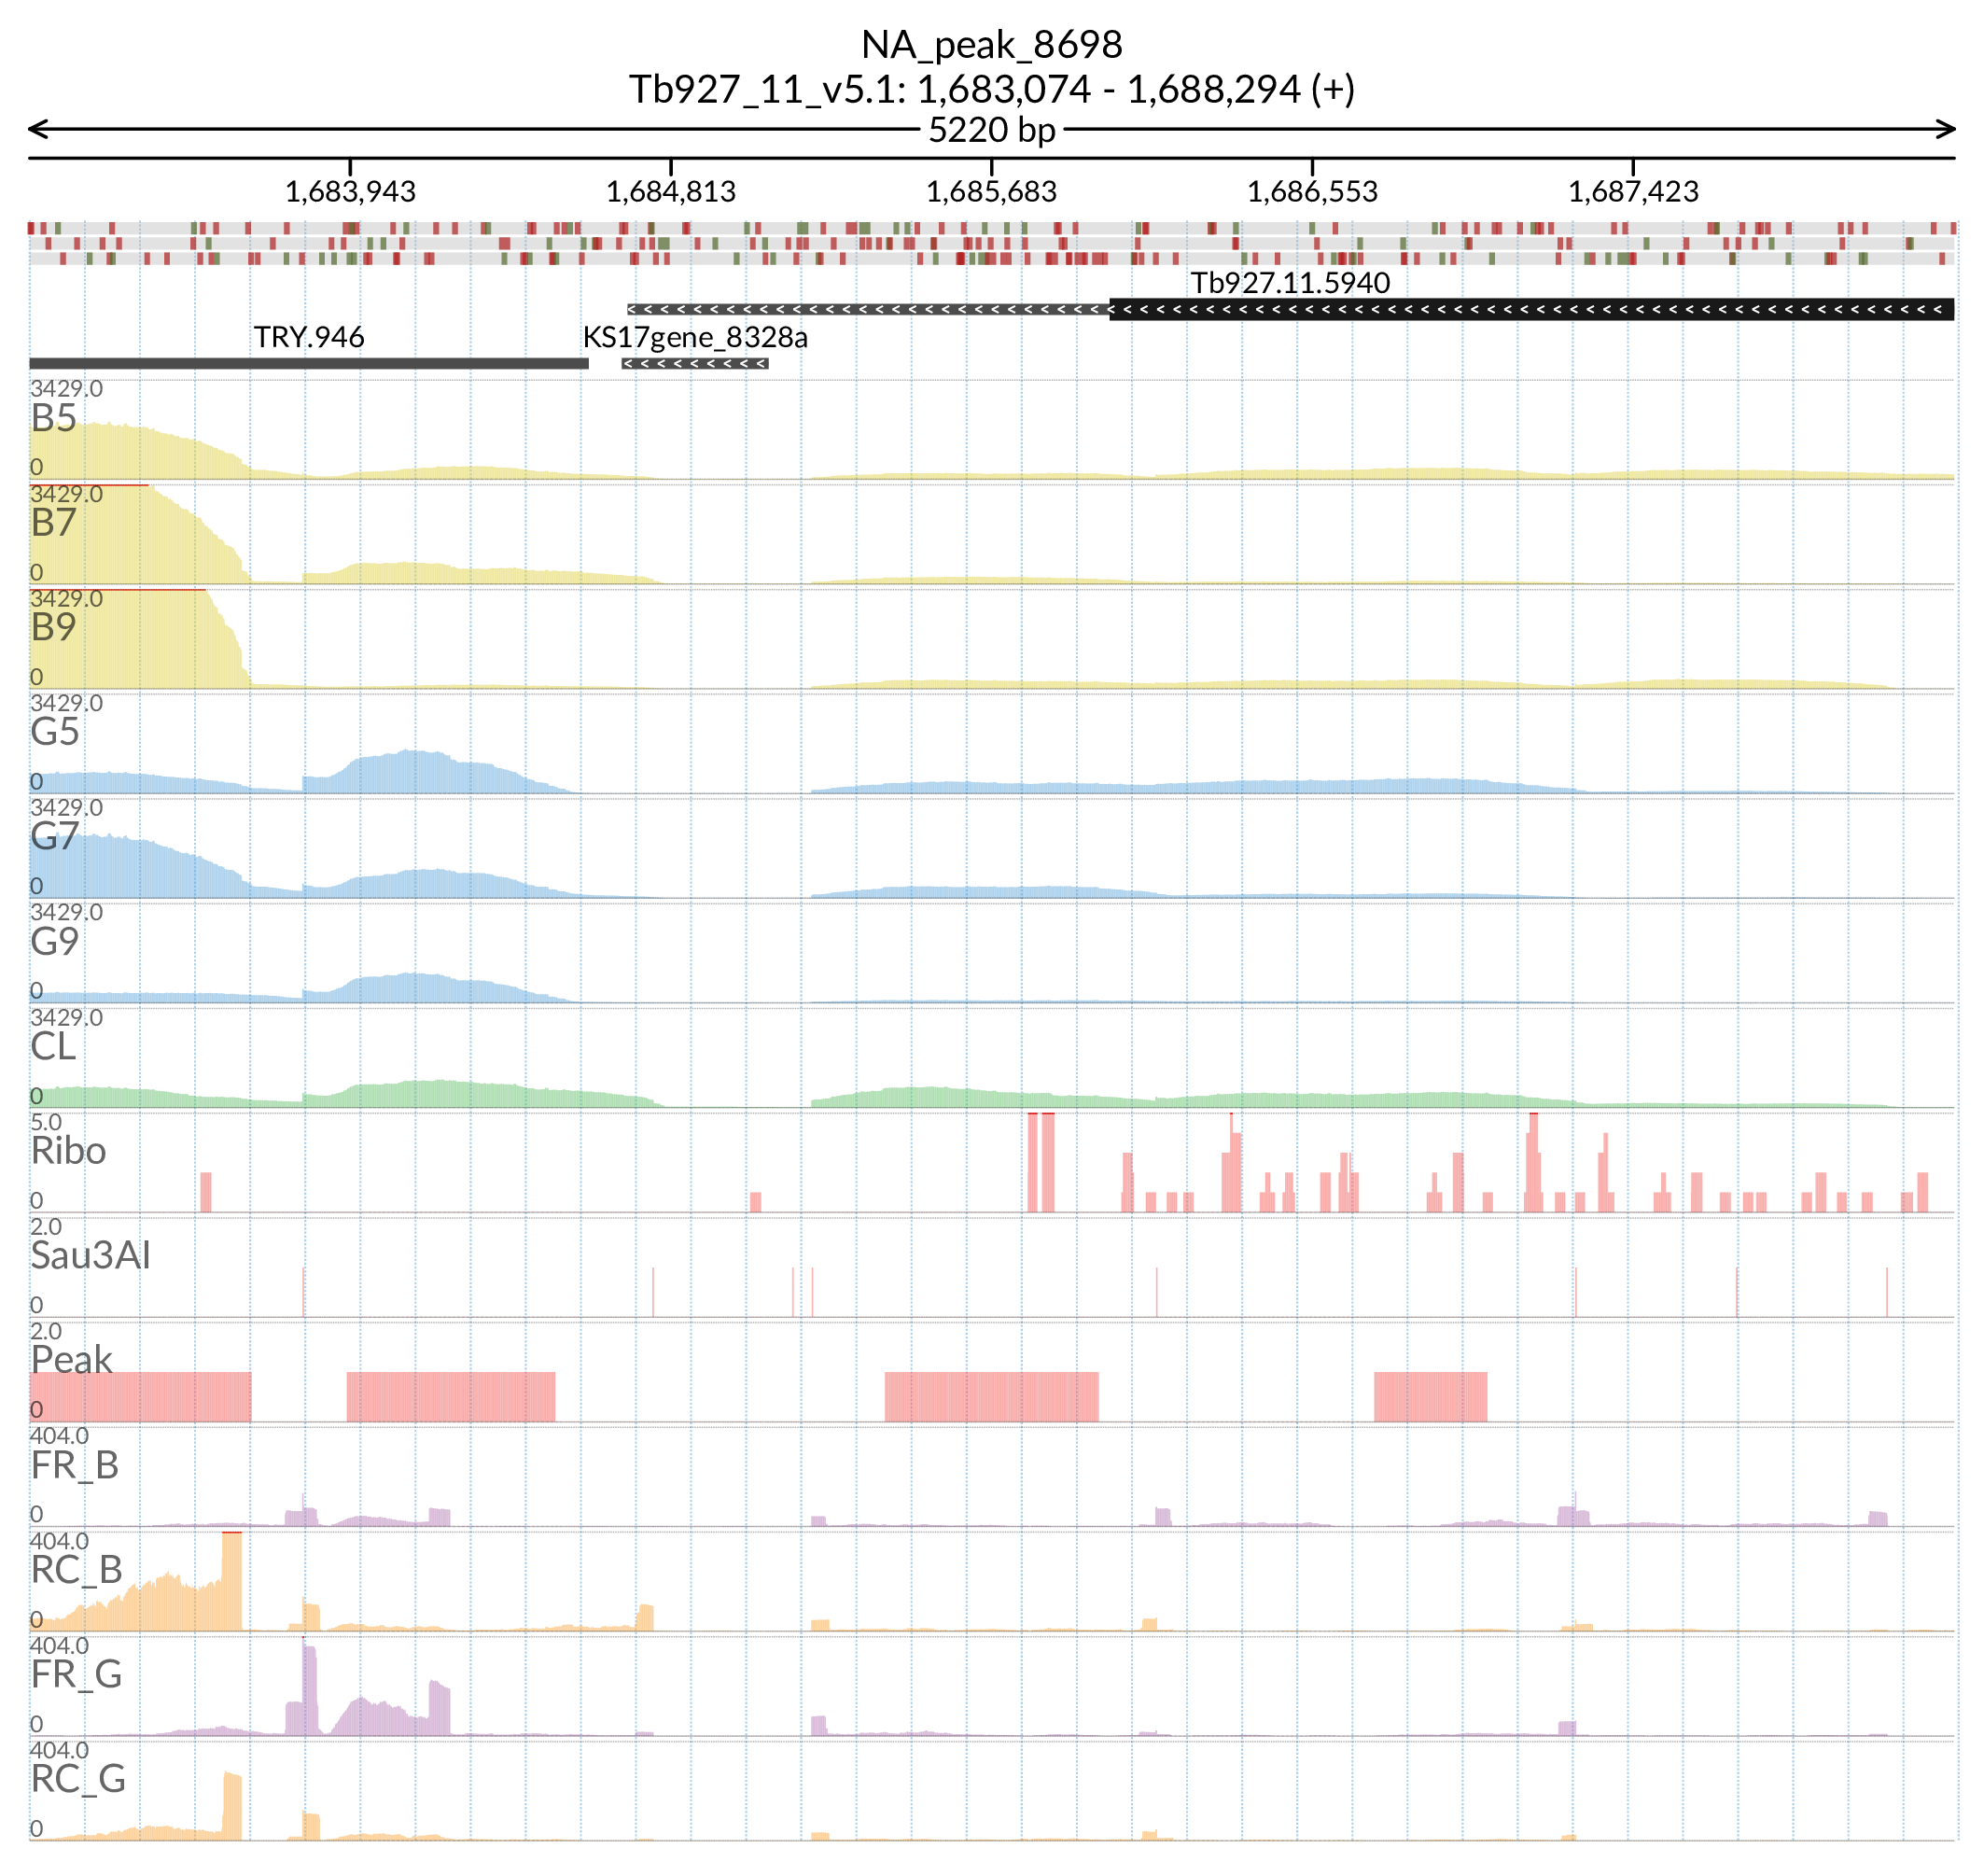 NA_peak_8698
Tb927_11_v5.1: 1,683,074 - 1,688,294 (+)
5220 bp
1,683,943 1,684,813 1,685,683 1,686,553 1,687,423
Tb927.11.5940
TRY.946 KS17gene_8328a
3429.0
B5
0
3429.0
B7
0
3429.0
B9
0
3429.0
G5
0
3429.0
G7
0
3429.0
G9
0
3429.0
CL
0
5.0
Ribo
0
2.0
Sau3AI
0
2.0
Peak
0
404.0
FR_B
0
404.0
RC_B
0
404.0
FR_G
0
404.0
RC_G
0